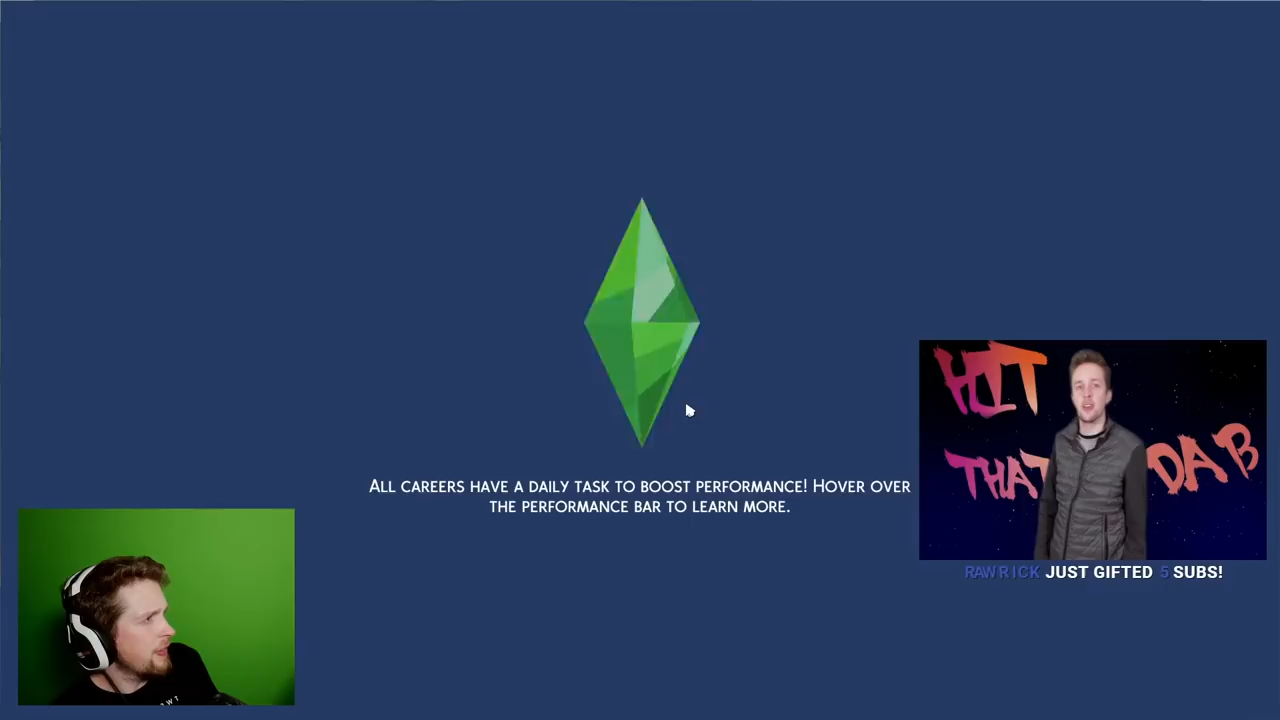 HIT
THAT
DAB
ALL CAREERS HAVE A DAILY TASK TO BOOST PERFORMANCE! HOVER OVER
THE PERFORMANCE BAR TO LEARN MORE.
RAWRICK JUST GIFTED 5 SUBS!